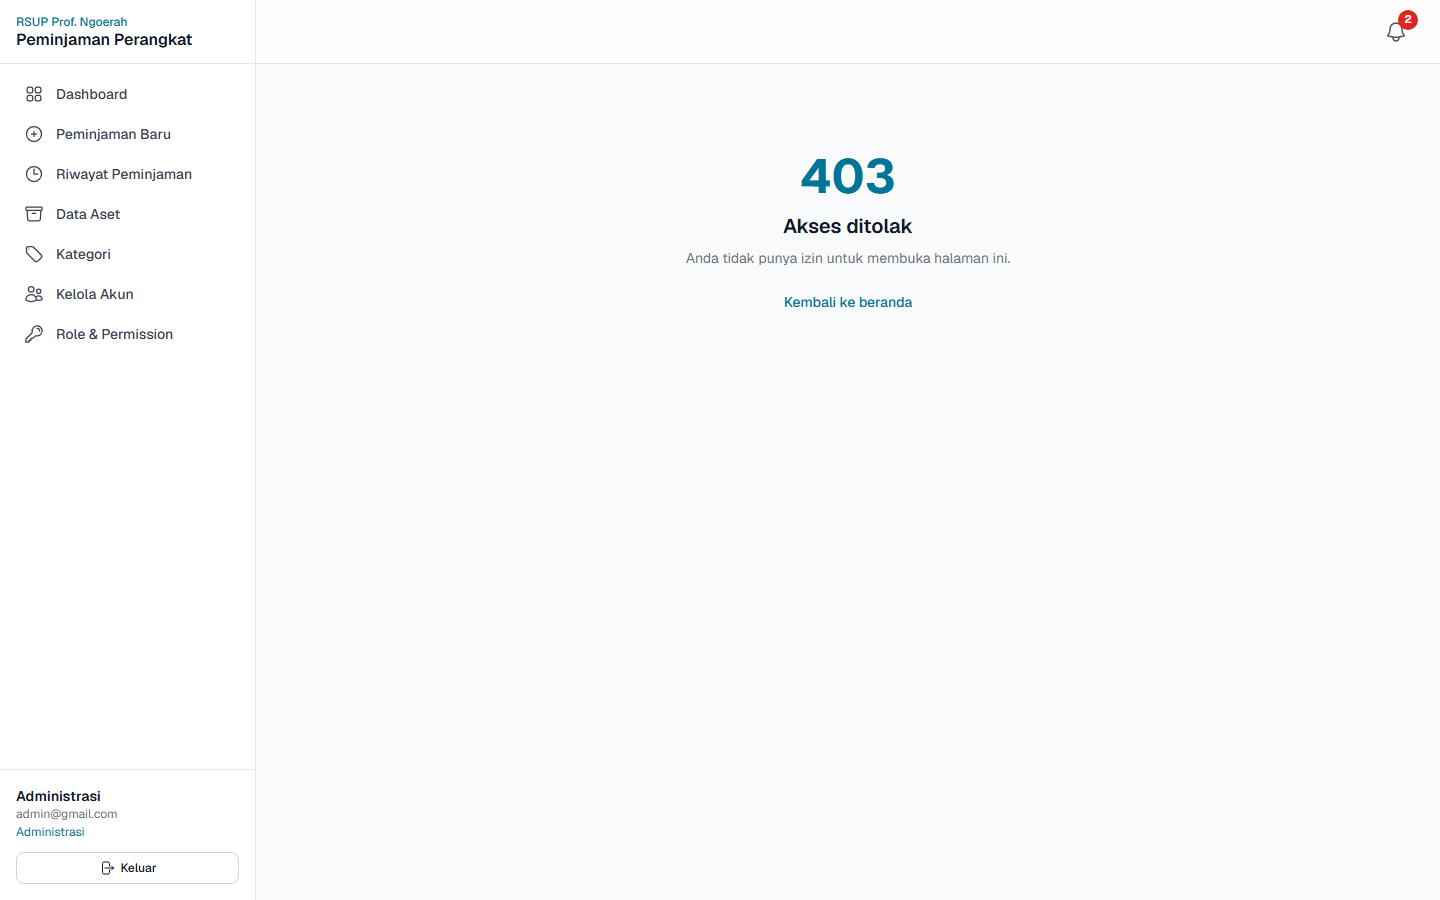 RSUP Prof. Ngoerah
Peminjaman Perangkat
2
Dashboard
Peminjaman Baru
Riwayat Peminjaman
Data Aset
Kategori
Kelola Akun
Role & Permission
403
Akses ditolak
Anda tidak punya izin untuk membuka halaman ini.
Kembali ke beranda
Administrasi
admin@gmail.com
Administrasi
Keluar